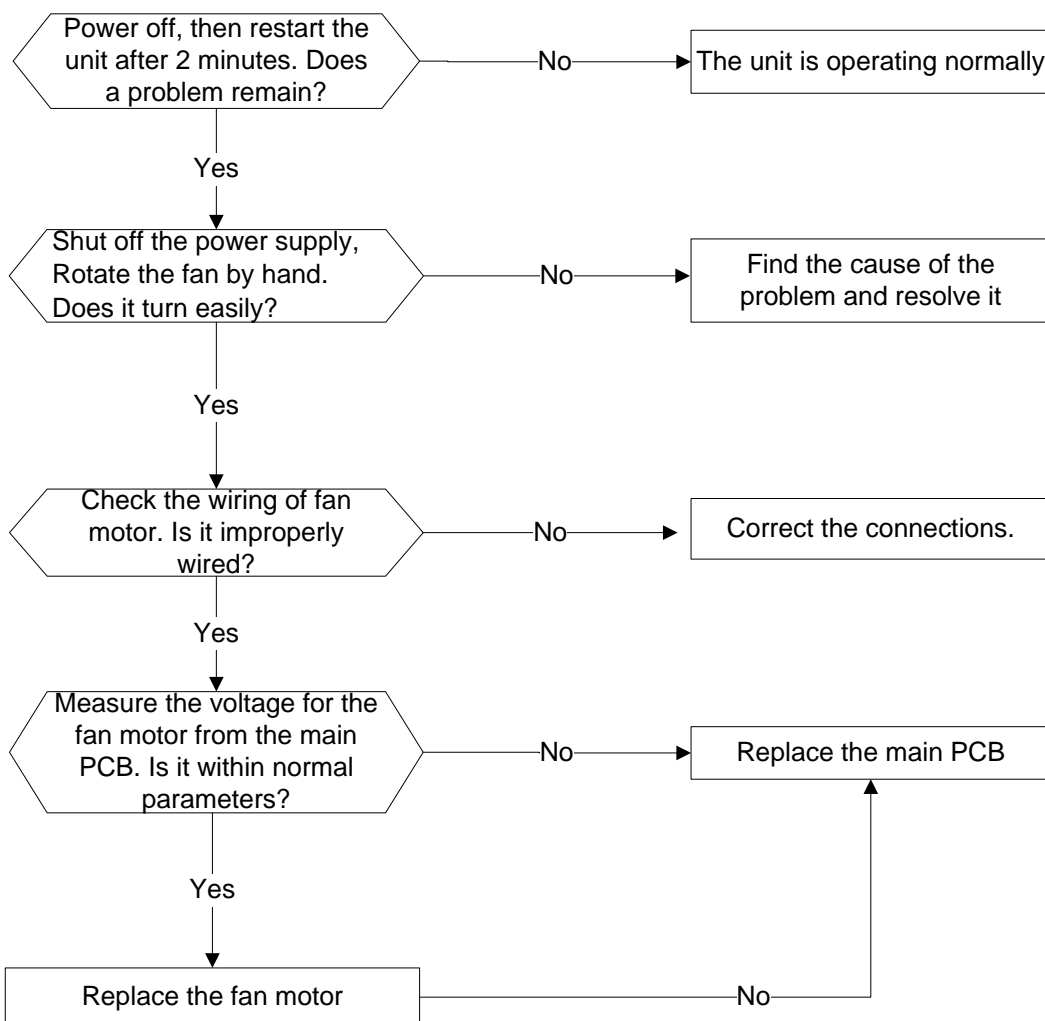 Power off, then restart the
unit after 2 minutes. Does
a problem remain?
No
The unit is operating normally
Yes
Shut off the power supply,
Rotate the fan by hand.
Does it turn easily?
No
Find the cause of the
problem and resolve it
Yes
Check the wiring of fan
motor. Is it improperly
wired?
No
Correct the connections.
Yes
Measure the voltage for the
fan motor from the main
PCB. Is it within normal
parameters?
No
Replace the main PCB
Yes
Replace the fan motor
No